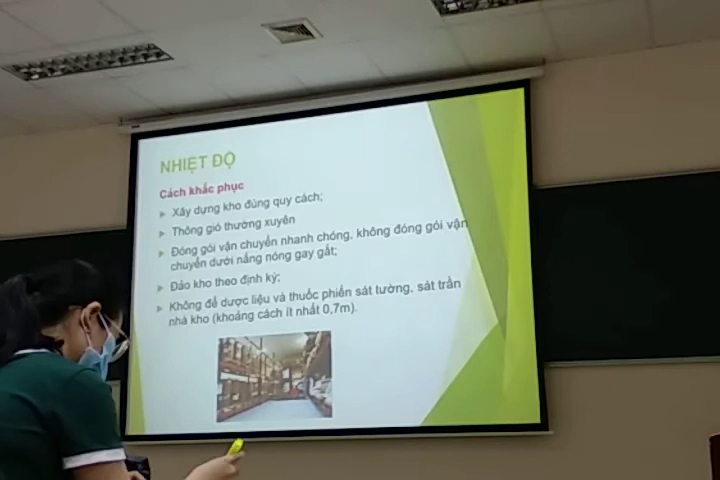 NHIỆT ĐỘ
Cách khắc phục
Xây dựng kho đúng quy cách;
Thông gió thường xuyên
Đóng gói vận chuyển nhanh chóng, không đóng gói vận
chuyển dưới nắng nóng gay gắt;
Đảo kho theo định kỳ;
Không để dược liệu và thuốc phiến sát tường, sát trần
nhà kho (khoảng cách ít nhất 0,7m).